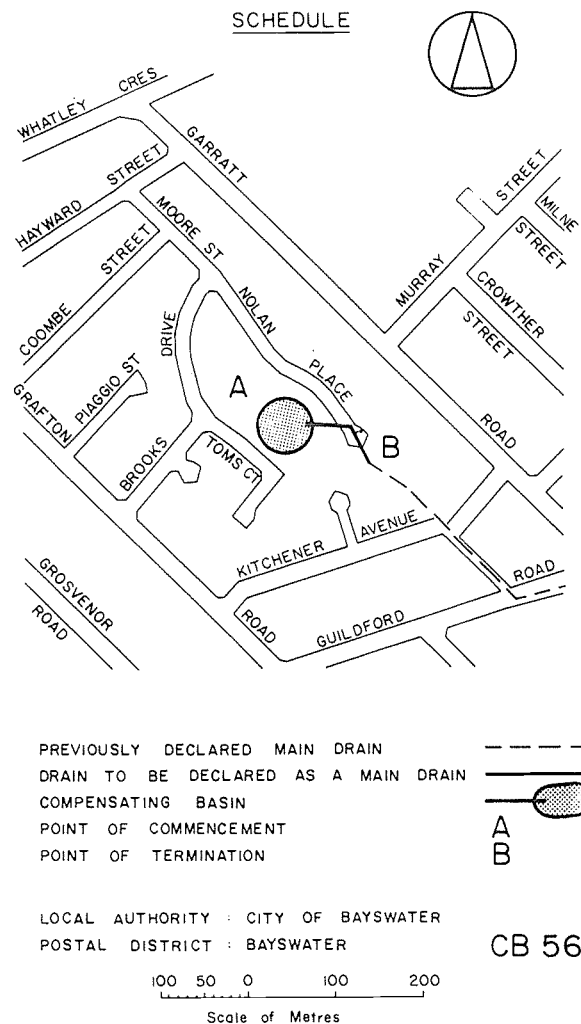 SCHEDULE
WHATLEY CRES
GARRATT
HAYWARD STREET
STREET
MILNE
MOORE ST
MURRAY
STREET
COOMBE STREET
NOLAN
CROWTHER
DRIVE
PLACE
STREET
GRAFTON
PIAGGIO ST
A
ROAD
BROOKS
TOMS CT
B
AVENUE
KITCHENER
ROAD
GROSVENOR
ROAD
ROAD
GUILDFORD
PREVIOUSLY DECLARED MAIN DRAIN
DRAIN TO BE DECLARED AS A MAIN DRAIN
COMPENSATING BASIN
POINT OF COMMENCEMENT A
POINT OF TERMINATION B
LOCAL AUTHORITY : CITY OF BAYSWATER
POSTAL DISTRICT : BAYSWATER CB 56
100 50 0 100 200
Scale of Metres